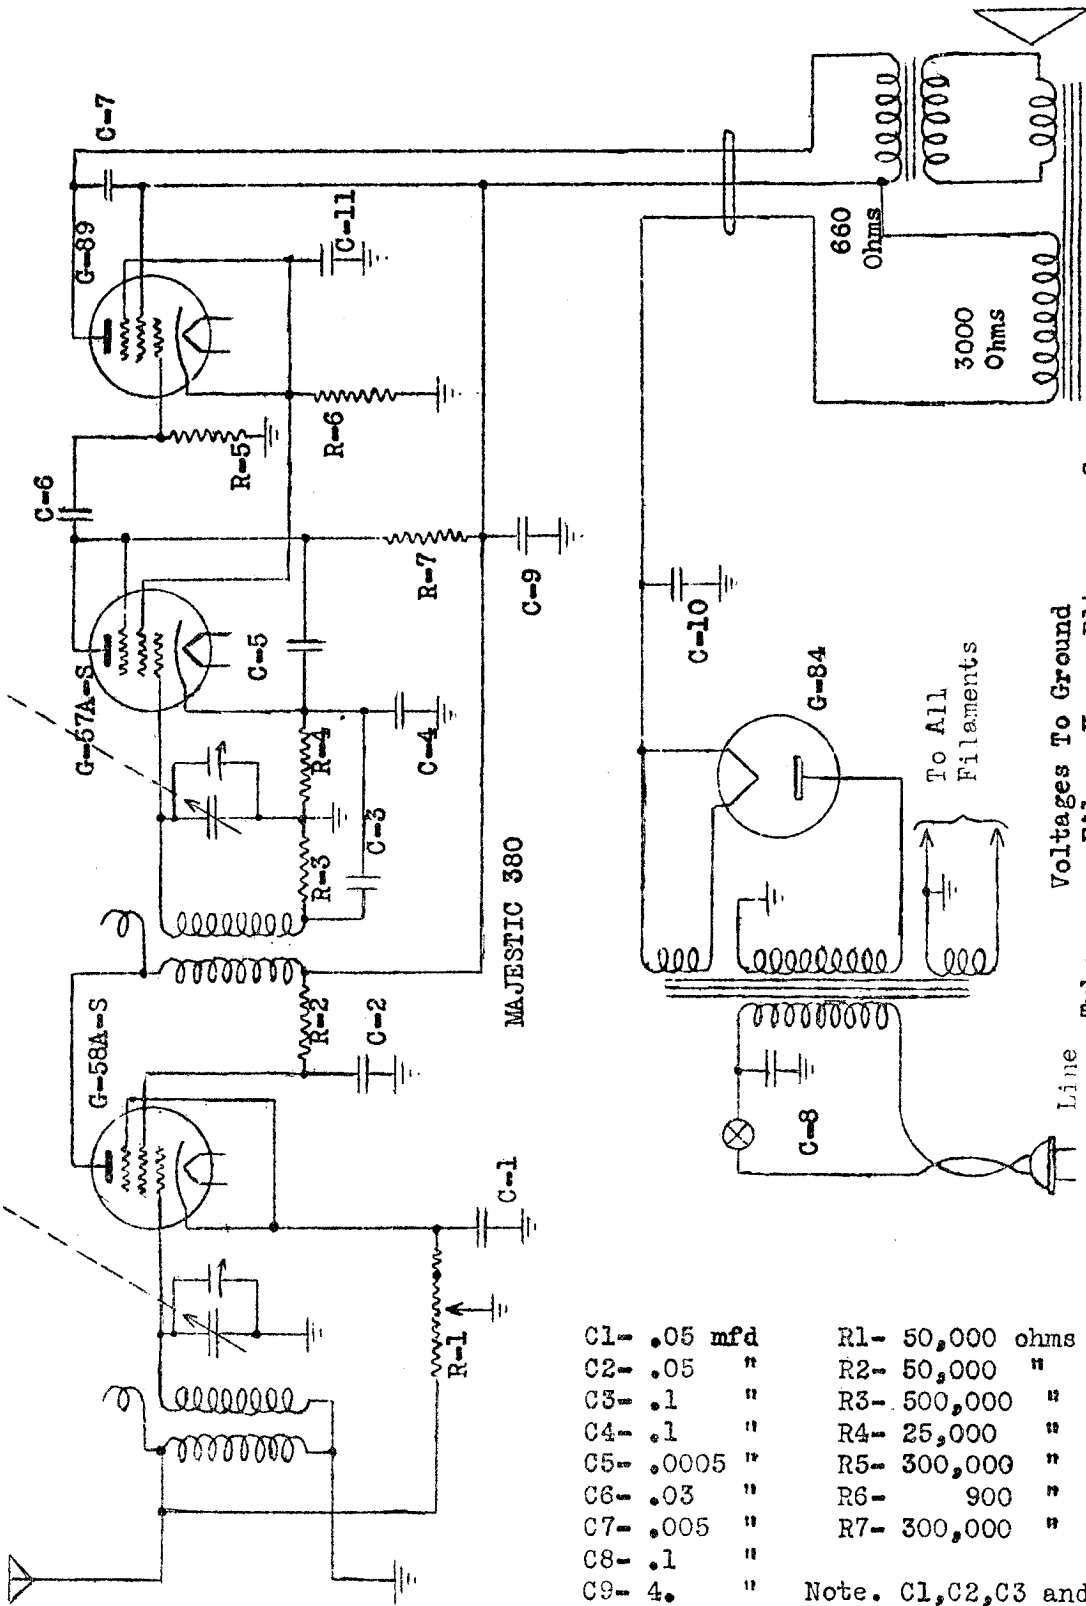 C-7
G-89
C-11
C-6
R-5
R-6
G-57A-S
C-5
R-7
C-9
R-4
C-4
R-3
C-3
G-58A-S
R-2
C-2
C-1
R-1
MAJESTIC 380
660
Ohms
3000
Ohms
C-10
G-84
To All
Filaments
C-8
Line
Voltages To Ground
C1- .05 mfd R1- 50,000 ohms
C2- .05 " R2- 50,000 "
C3- .1 " R3- 500,000 "
C4- .1 " R4- 25,000 "
C5- .0005 " R5- 300,000 "
C6- .03 " R6- 900 "
C7- .005 " R7- 300,000 "
C8- .1 "
C9- 4. " Note. C1,C2,C3 and